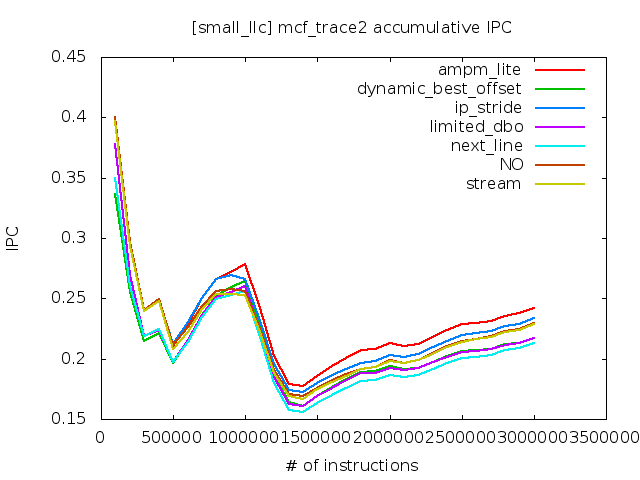 [small_llc] mcf_trace2 accumulative IPC
0.45
0.4
0.35
0.3
0.25
0.2
0.15
IPC
ampm_lite
dynamic_best_offset
ip_stride
limited_dbo
next_line
NO
stream
0 500000 1000000 1500000 2000000 2500000 3000000 3500000
# of instructions